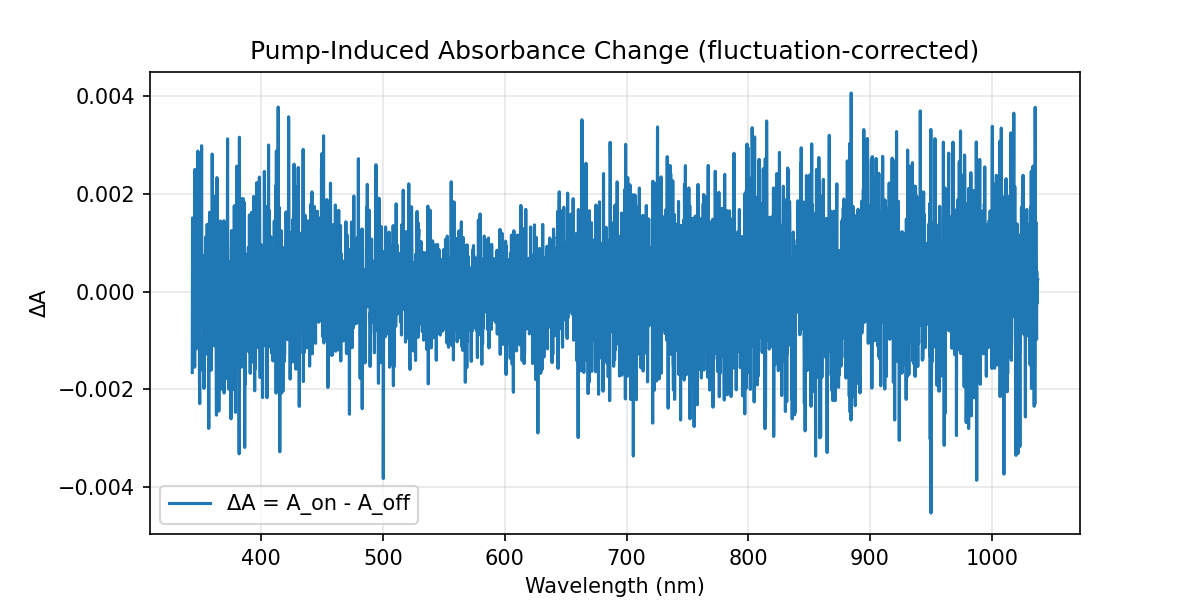 Pump-Induced Absorbance Change (fluctuation-corrected)
0.004
0.002
0.000
−0.002
−0.004
ΔA
ΔA = A_on - A_off
400 500 600 700 800 900 1000
Wavelength (nm)